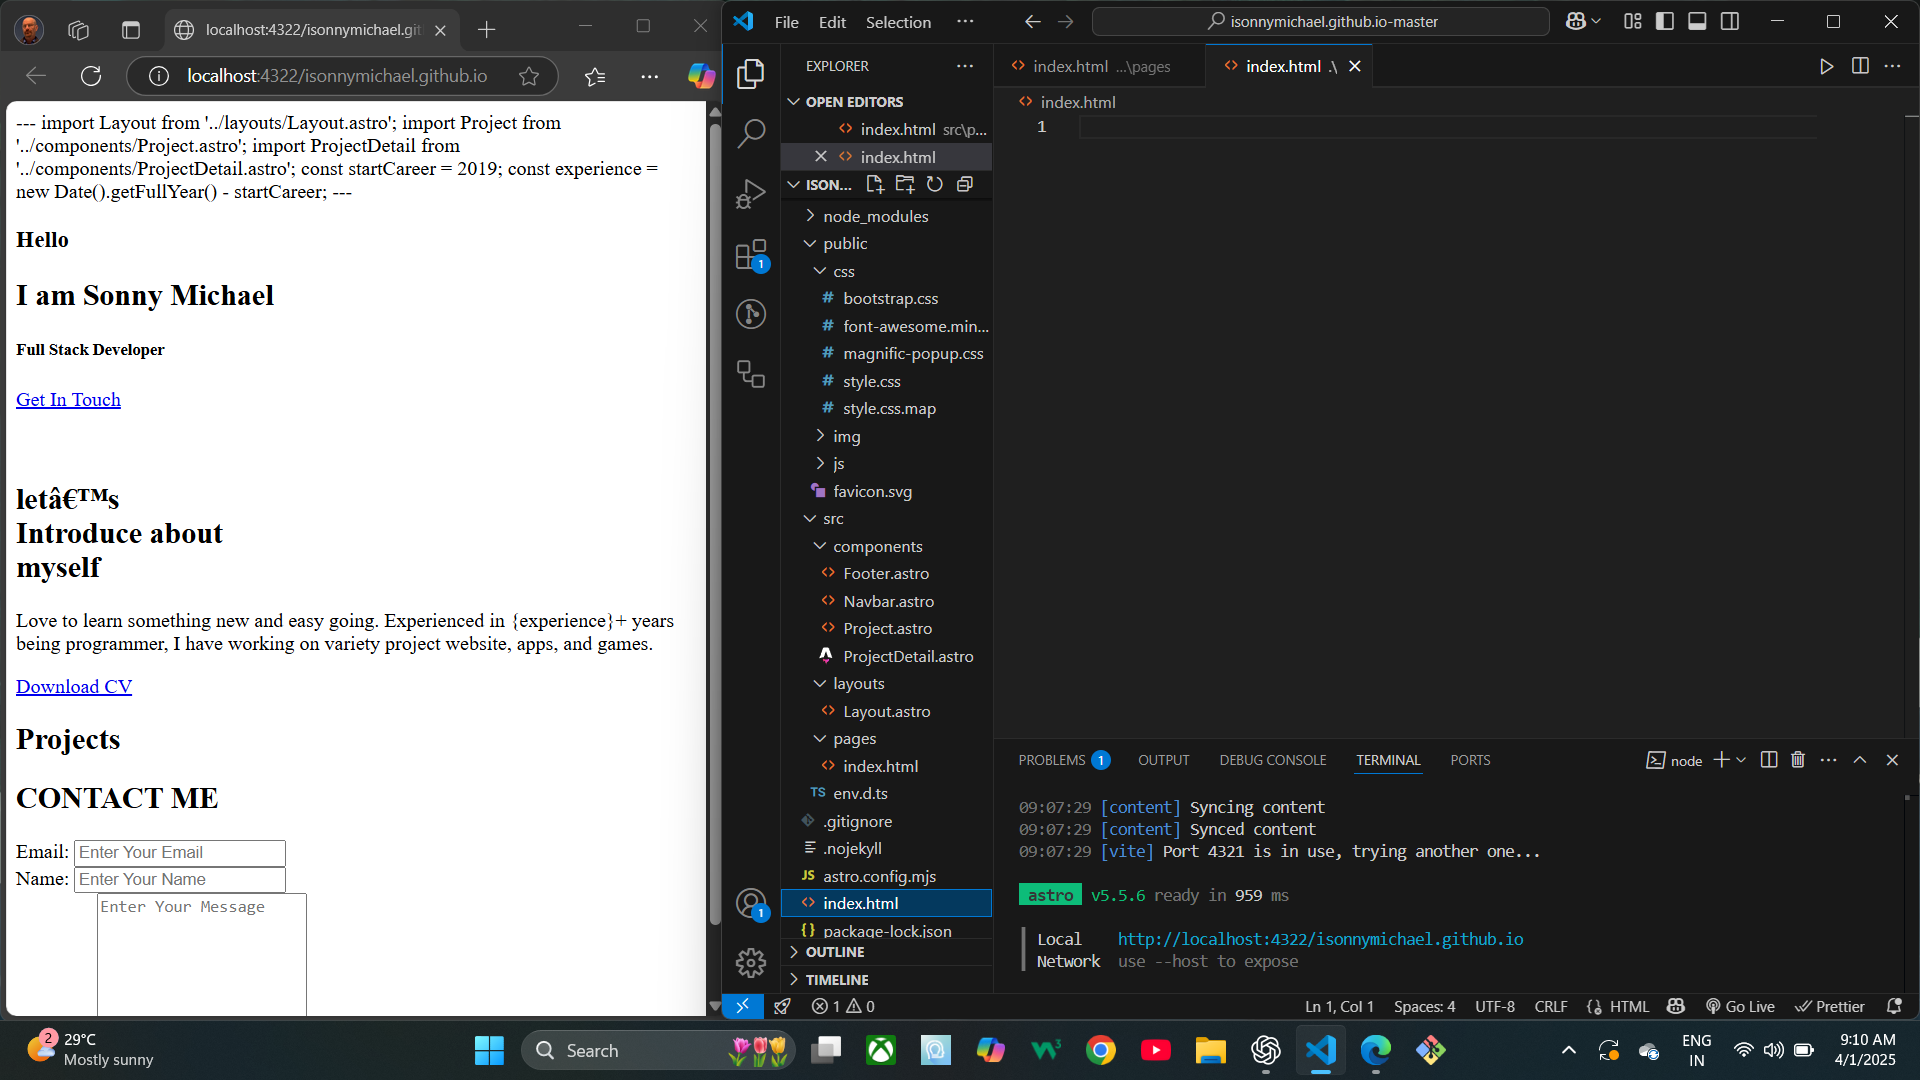 localhost:4322/isonnymichael.git
localhost:4322/isonnymichael.github.io
--- import Layout from '../layouts/Layout.astro'; import Project from
'../components/Project.astro'; import ProjectDetail from
'../components/ProjectDetail.astro'; const startCareer = 2019; const experience =
new Date().getFullYear() - startCareer; ---
Hello
I am Sonny Michael
Full Stack Developer
Get In Touch
letâ€™s
Introduce about
myself
Love to learn something new and easy going. Experienced in {experience}+ years
being programmer, I have working on variety project website, apps, and games.
Download CV
Projects
CONTACT ME
Email: Enter Your Email
Name: Enter Your Name
Enter Your Message
File Edit Selection ···
isonnymichael.github.io-master
EXPLORER
OPEN EDITORS
index.html src\p...
index.html
ISON...
node_modules
public
css
bootstrap.css
font-awesome.min...
magnific-popup.css
style.css
style.css.map
img
js
favicon.svg
src
components
Footer.astro
Navbar.astro
Project.astro
ProjectDetail.astro
layouts
Layout.astro
pages
index.html
TS env.d.ts
.gitignore
.nojekyll
JS astro.config.mjs
index.html
{} package-lock.json
OUTLINE
TIMELINE
1
1
index.html ...\pages
index.html .\
index.html
1
PROBLEMS 1 OUTPUT DEBUG CONSOLE TERMINAL PORTS
node
09:07:29 [content] Syncing content
09:07:29 [content] Synced content
09:07:29 [vite] Port 4321 is in use, trying another one...
astro v5.5.6 ready in 959 ms
Local http://localhost:4322/isonnymichael.github.io
Network use --host to expose
1 0
Ln 1, Col 1 Spaces: 4 UTF-8 CRLF {} HTML Go Live Prettier
2
29°C
Mostly sunny
Search
ENG
IN
9:10 AM
4/1/2025